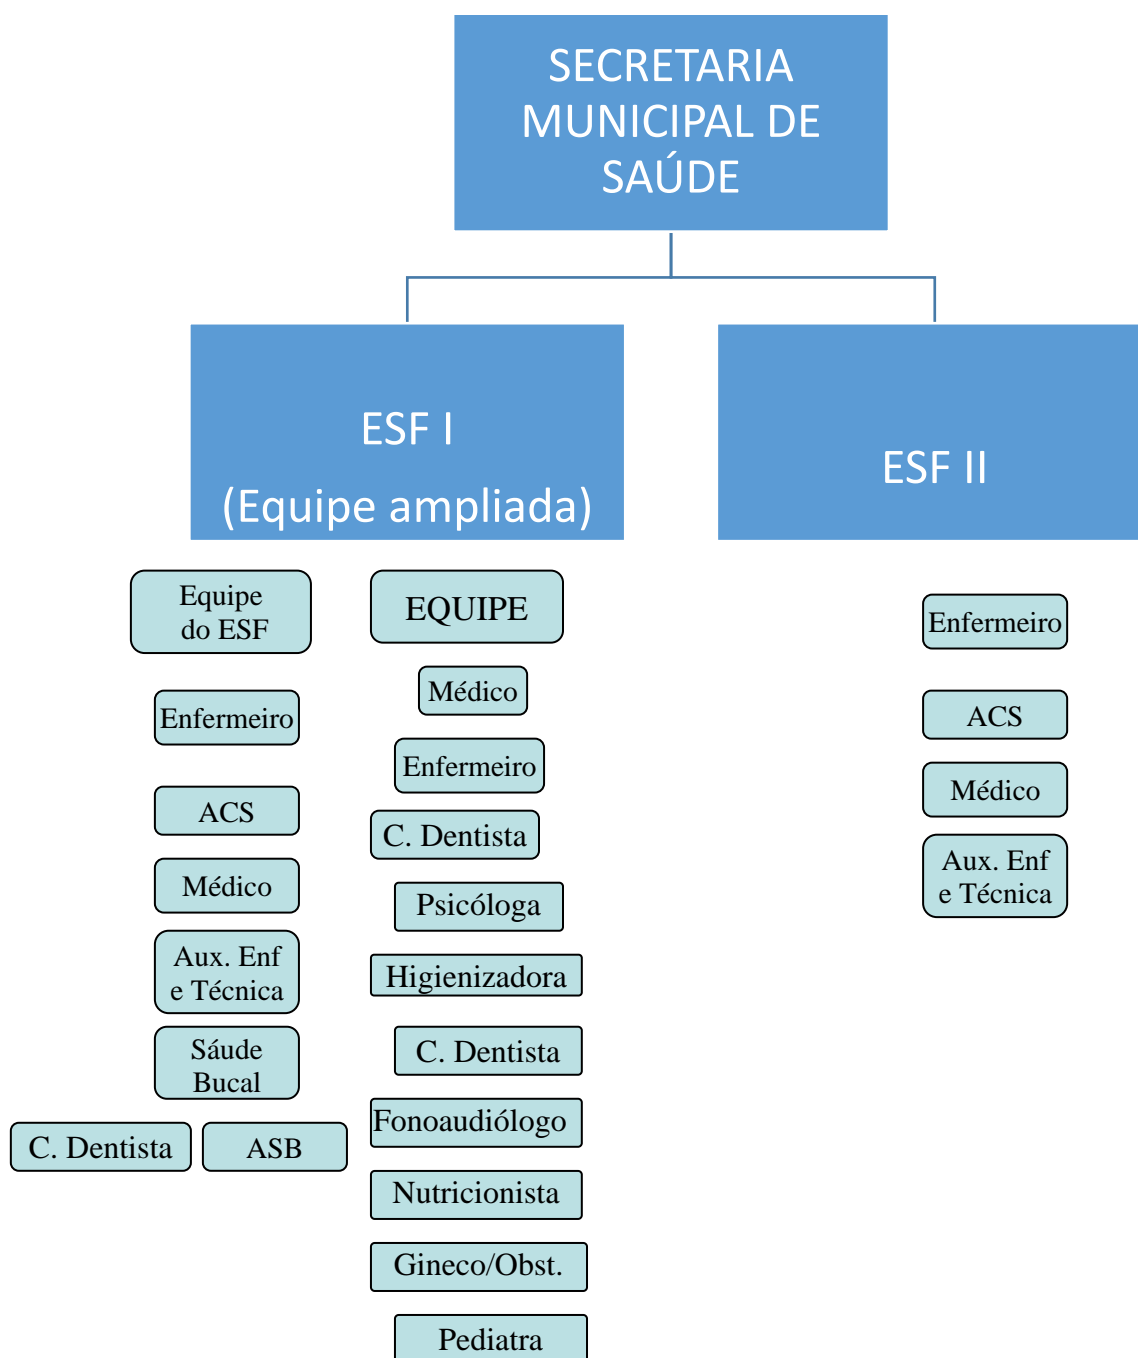 SECRETARIA
MUNICIPAL DE
SAÚDE
ESF I
(Equipe ampliada)
ESF II
Equipe
do ESF
Enfermeiro
ACS
Médico
Aux. Enf
e Técnica
Sáude
Bucal
C. Dentista
ASB
EQUIPE
Médico
Enfermeiro
C. Dentista
Psicóloga
Higienizadora
C. Dentista
Fonoaudiólogo
Nutricionista
Gineco/Obst.
Pediatra
Enfermeiro
ACS
Médico
Aux. Enf
e Técnica